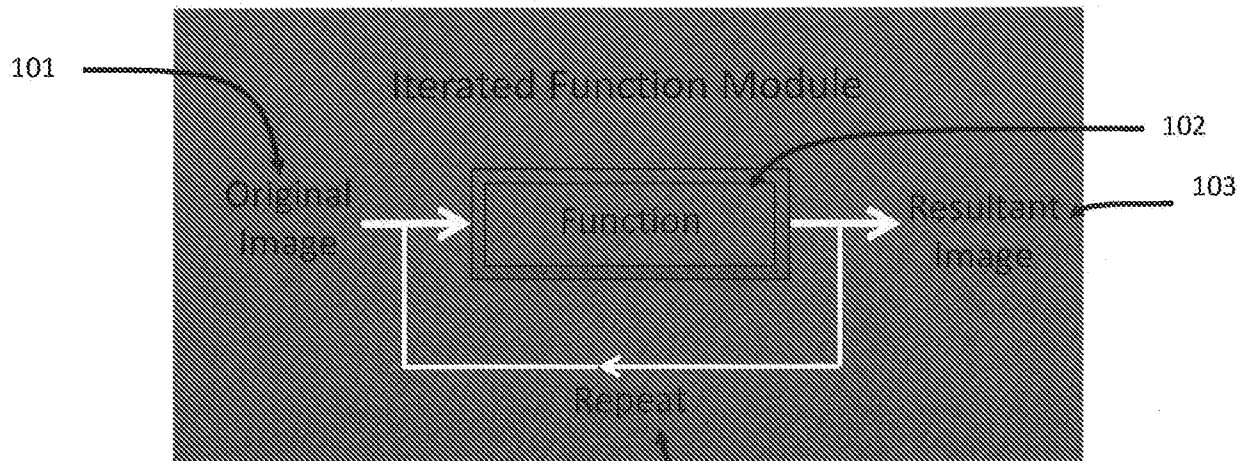 101
Iterated Function Module
102
103
Original
Image
Function
Resultant
Image
Repeat